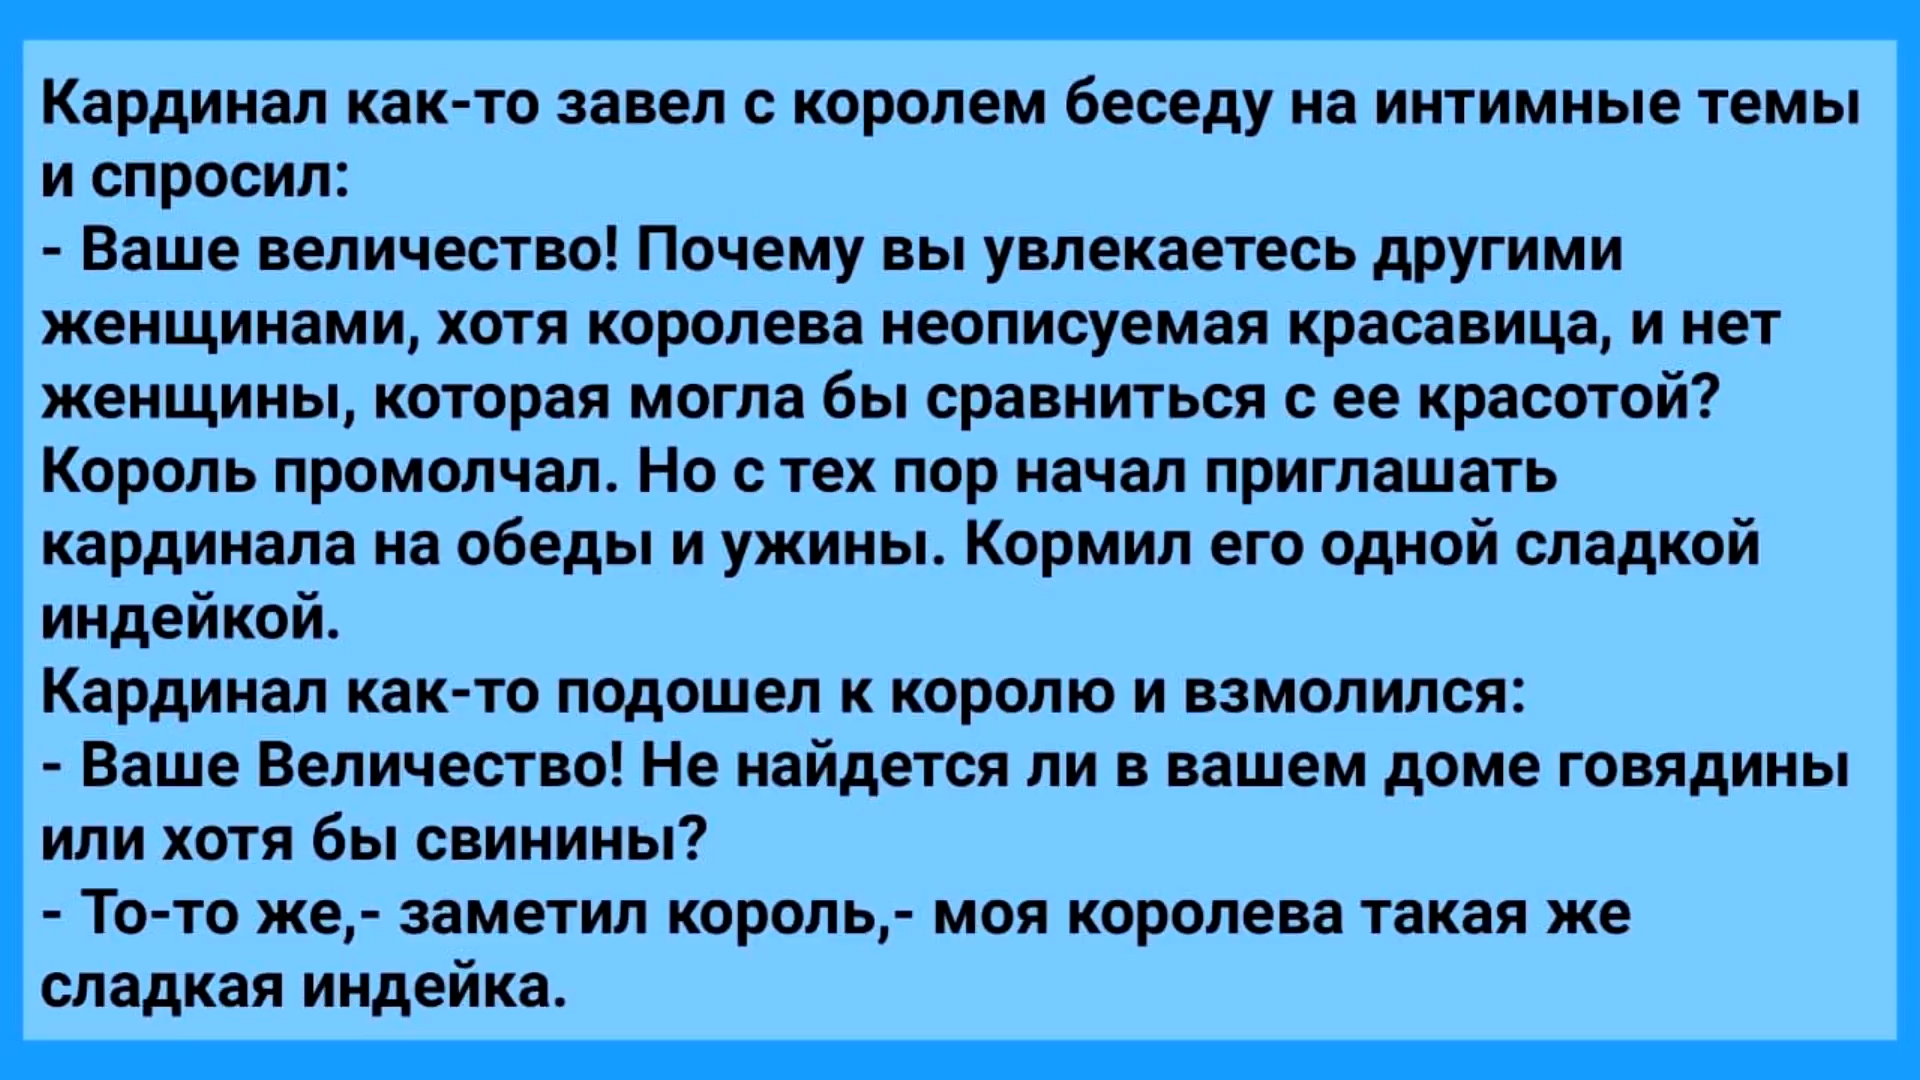 Кардинал как-то завел с королем беседу на интимные темы
и спросил:
- Ваше величество! Почему вы увлекаетесь другими
женщинами, хотя королева неописуемая красавица, и нет
женщины, которая могла бы сравниться с ее красотой?
Король промолчал. Но с тех пор начал приглашать
кардинала на обеды и ужины. Кормил его одной сладкой
индейкой.
Кардинал как-то подошел к королю и взмолился:
- Ваше Величество! Не найдется ли в вашем доме говядины
или хотя бы свинины?
- То-то же,- заметил король,- моя королева такая же
сладкая индейка.